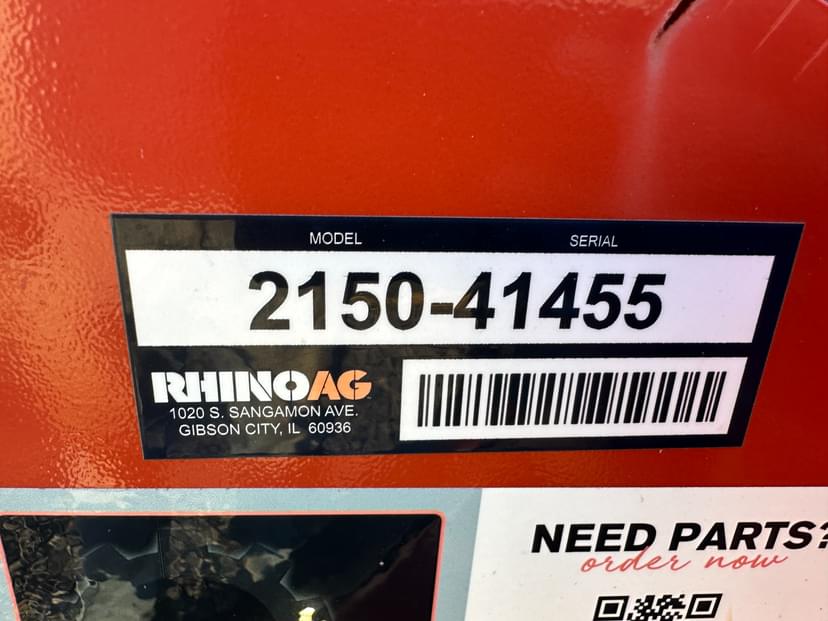 MODEL SERIAL
2150-41455
RHINOAG
1020 S. SANGAMON AVE.
GIBSON CITY, IL 60936
NEED PARTS?
order now